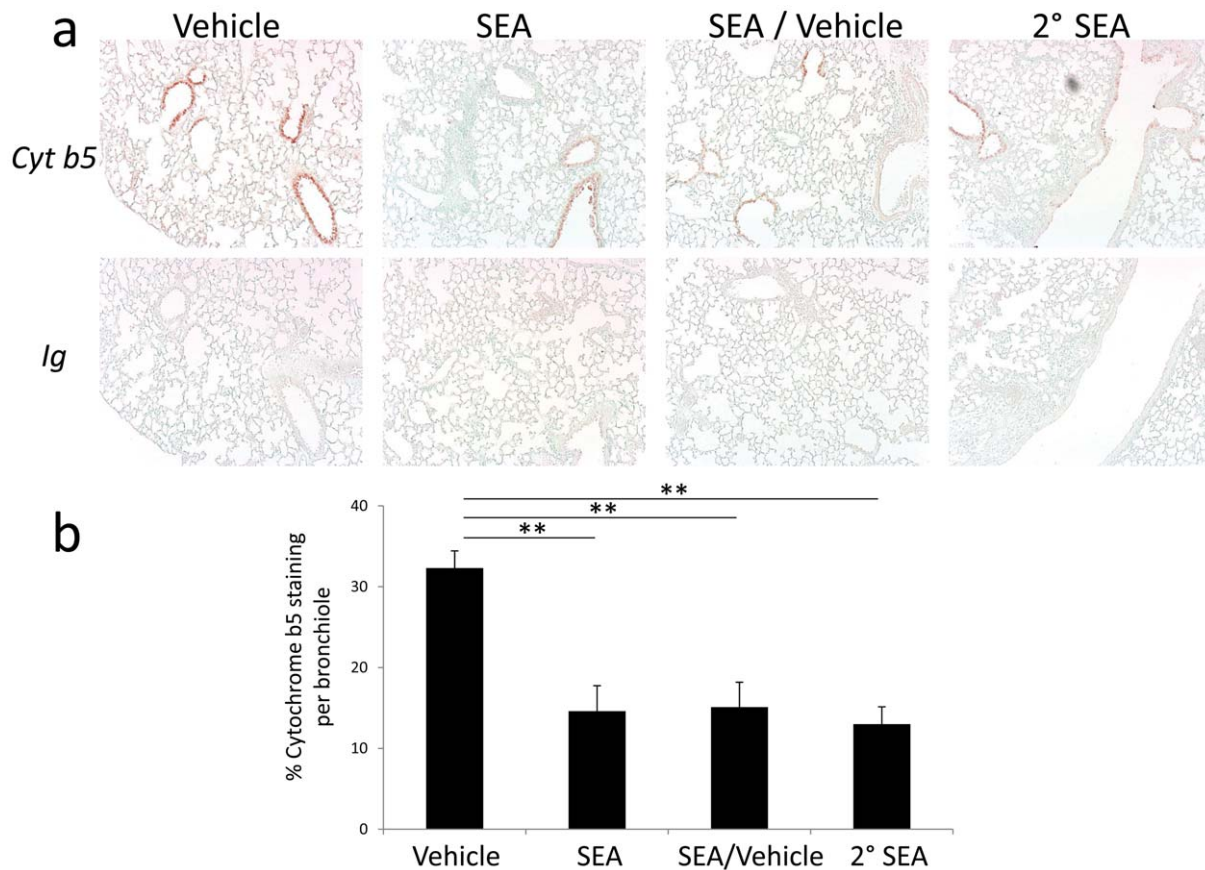 a
Vehicle SEA SEA / Vehicle 2° SEA
Cyt b5
Ig
b
% Cytochrome b5 staining
per bronchiole
40
30
20
10
0
**
**
**
Vehicle SEA SEA/Vehicle 2° SEA